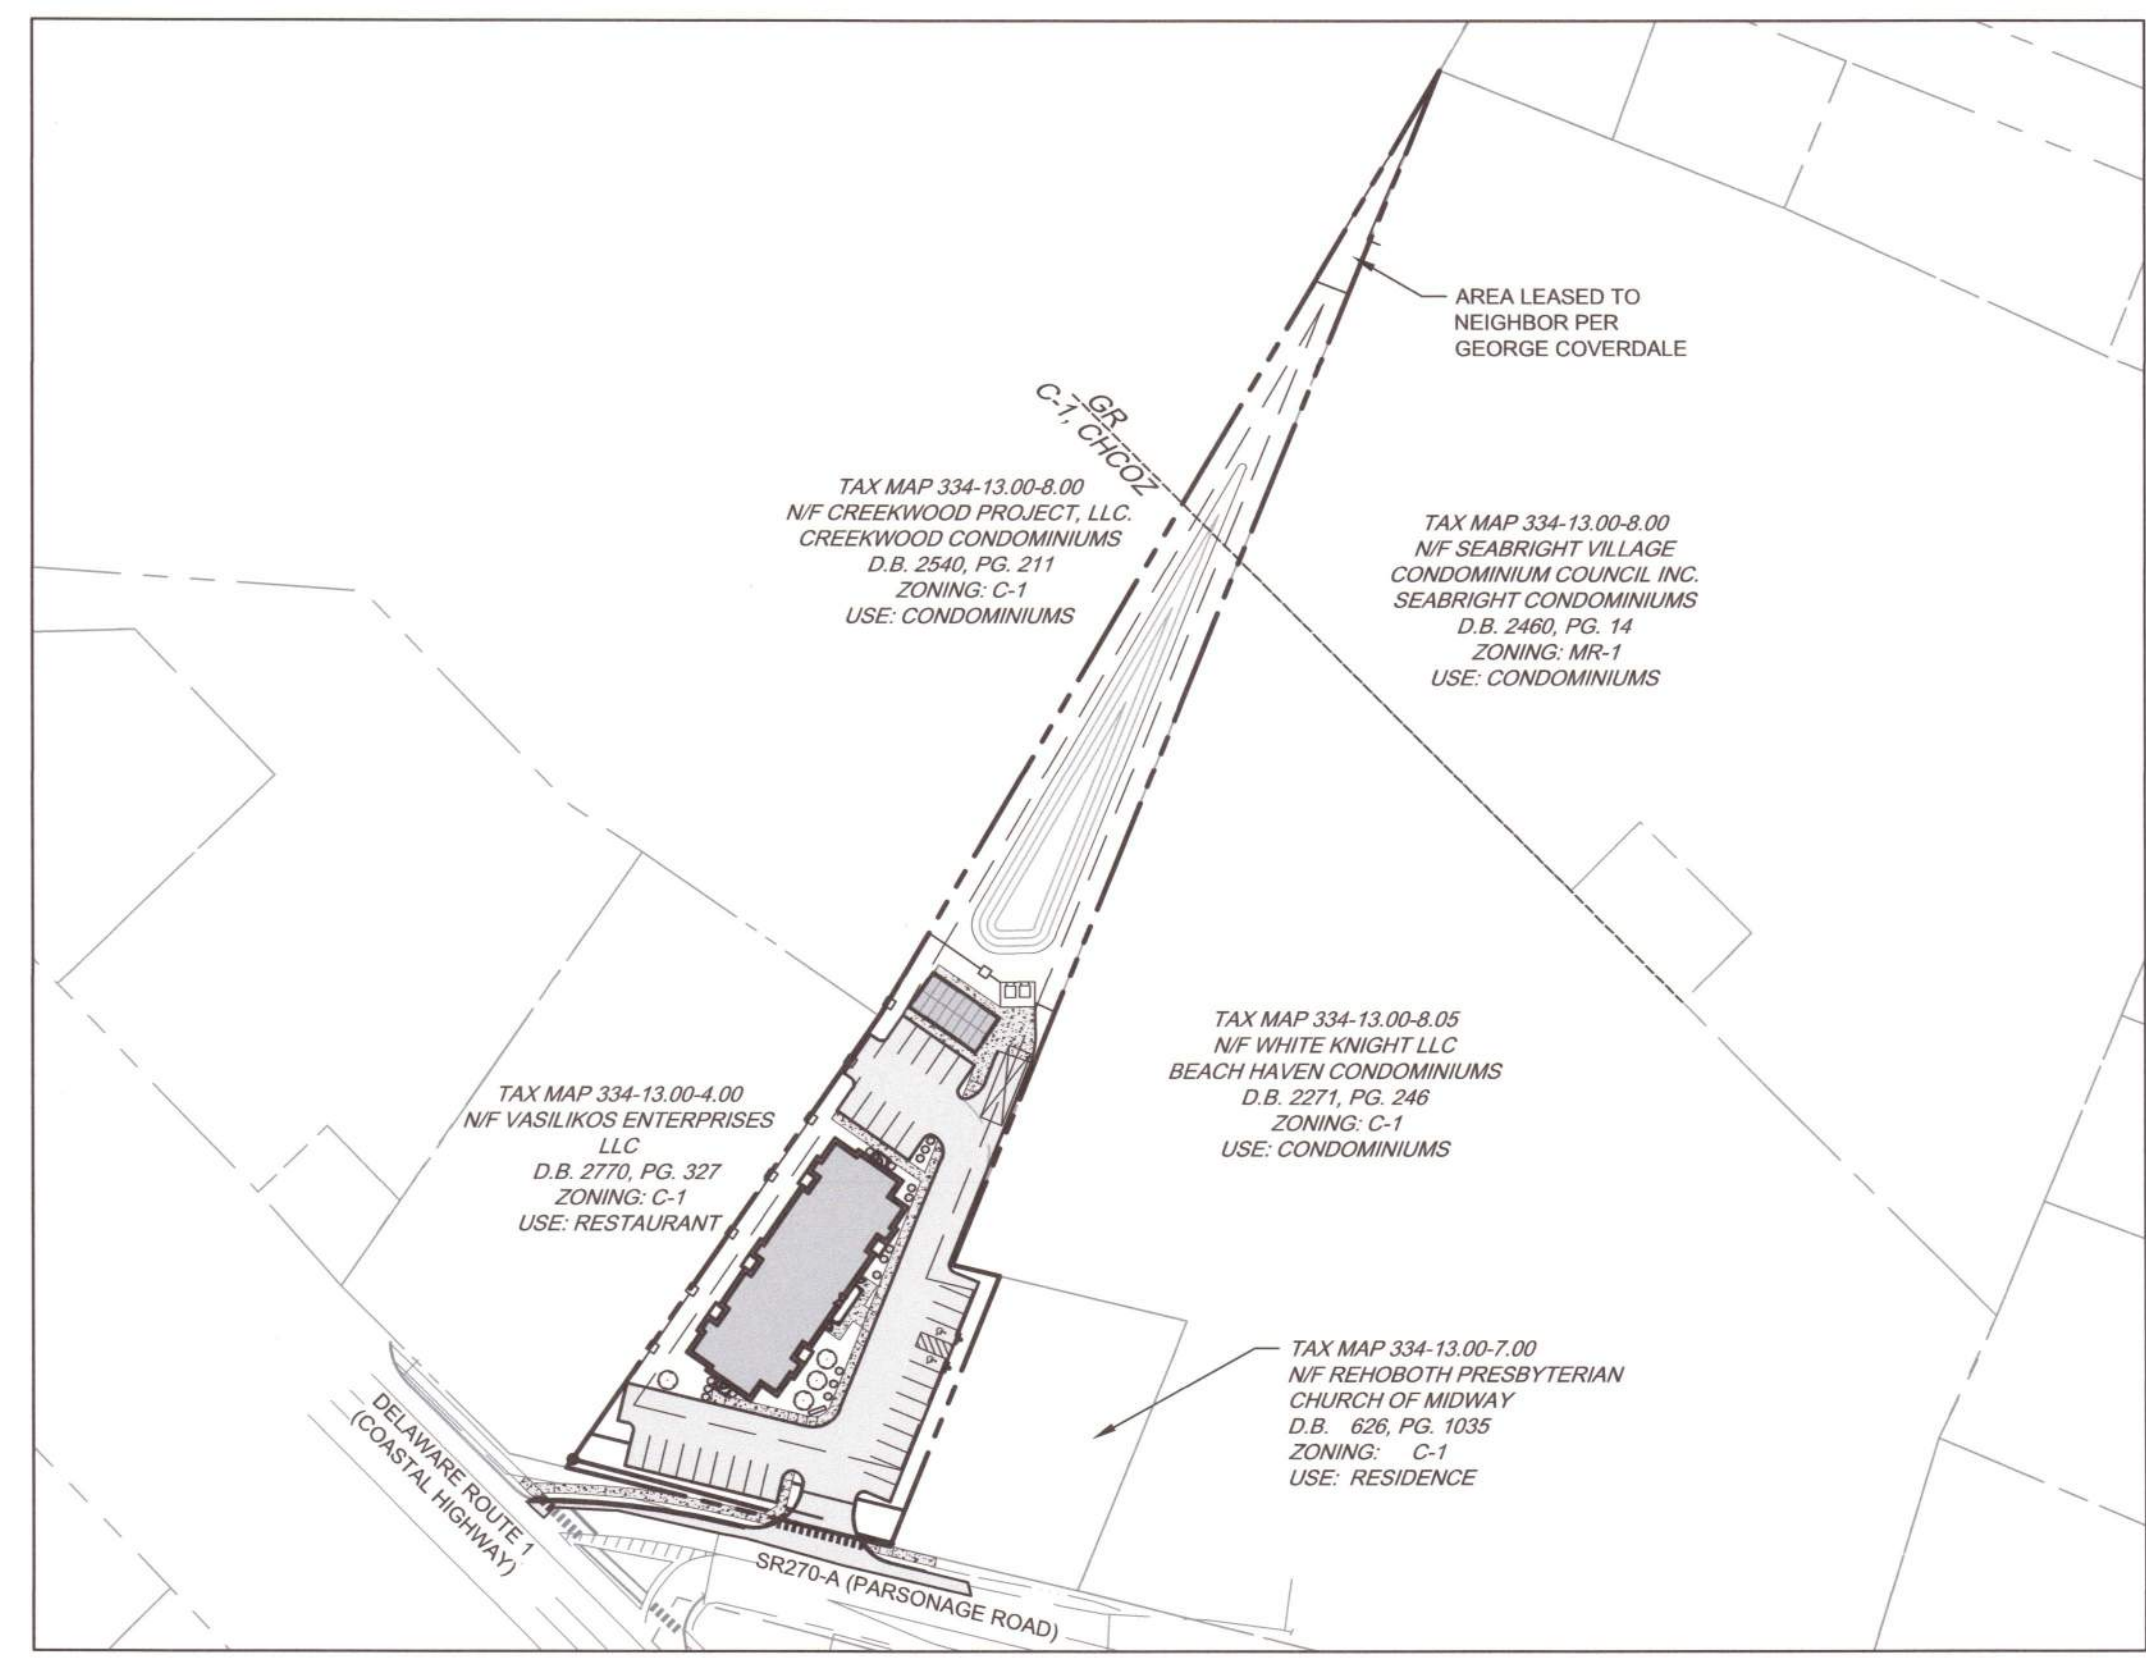 AREA LEASED TO
NEIGHBOR PER
GEORGE COVERDALE
GR
C-1, CHCOZ
TAX MAP 334-13.00-8.00
N/F CREEKWOOD PROJECT, LLC.
CREEKWOOD CONDOMINIUMS
D.B. 2540, PG. 211
ZONING: C-1
USE: CONDOMINIUMS
TAX MAP 334-13.00-8.00
N/F SEABRIGHT VILLAGE
CONDOMINIUM COUNCIL INC.
SEABRIGHT CONDOMINIUMS
D.B. 2460, PG. 14
ZONING: MR-1
USE: CONDOMINIUMS
TAX MAP 334-13.00-8.05
N/F WHITE KNIGHT LLC
BEACH HAVEN CONDOMINIUMS
D.B. 2271, PG. 246
ZONING: C-1
USE: CONDOMINIUMS
TAX MAP 334-13.00-4.00
N/F VASILIKOS ENTERPRISES
LLC
D.B. 2770, PG. 327
ZONING: C-1
USE: RESTAURANT
TAX MAP 334-13.00-7.00
N/F REHOBOTH PRESBYTERIAN
CHURCH OF MIDWAY
D.B. 626, PG. 1035
ZONING: C-1
USE: RESIDENCE
DELAWARE ROUTE 1
(COASTAL HIGHWAY)
SR270-A (PARSONAGE ROAD)